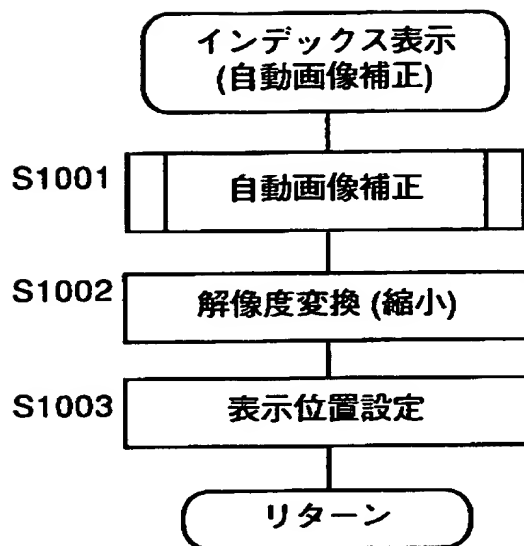 インデックス表示
(自動画像補正)
S1001
自動画像補正
S1002
解像度変換 (縮小)
S1003
表示位置設定
リターン